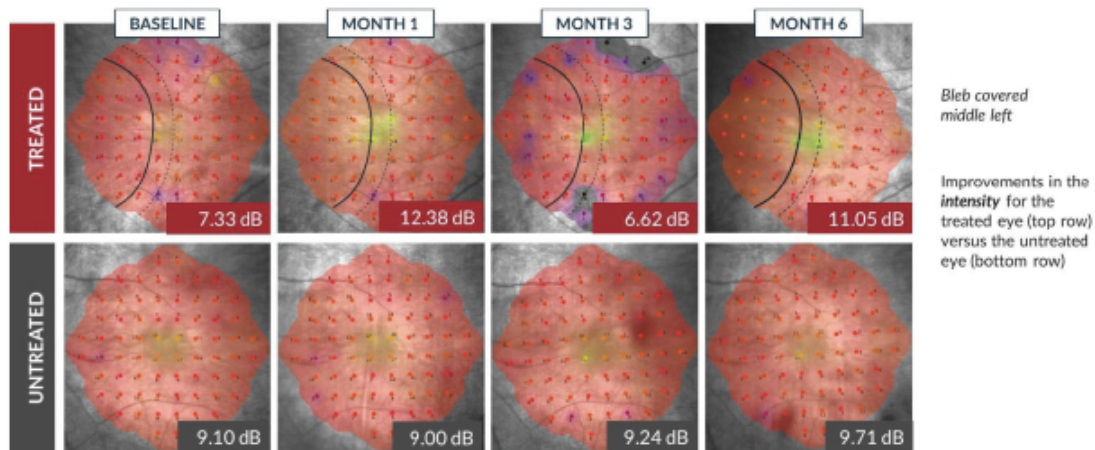 BASELINE
MONTH 1
MONTH 3
MONTH 6
TREATED
7.33 dB
12.38 dB
6.62 dB
11.05 dB
Bleb covered
middle left
Improvements in the
intensity for the
treated eye (top row)
versus the untreated
eye (bottom row)
UNTREATED
9.10 dB
9.00 dB
9.24 dB
9.71 dB